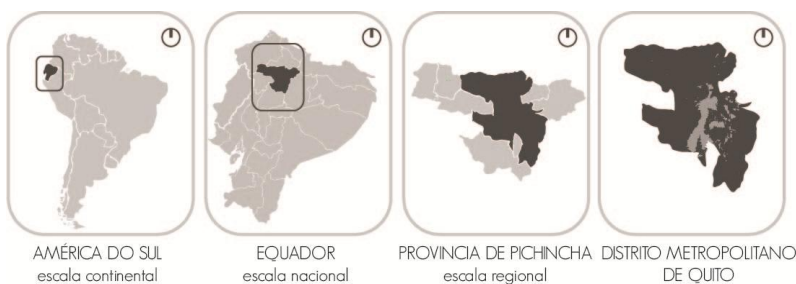 AMÉRICA DO SUL
escala continental
EQUADOR
escala nacional
PROVINCIA DE PICHINCHA
escala regional
DISTRITO METROPOLITANO
DE QUITO